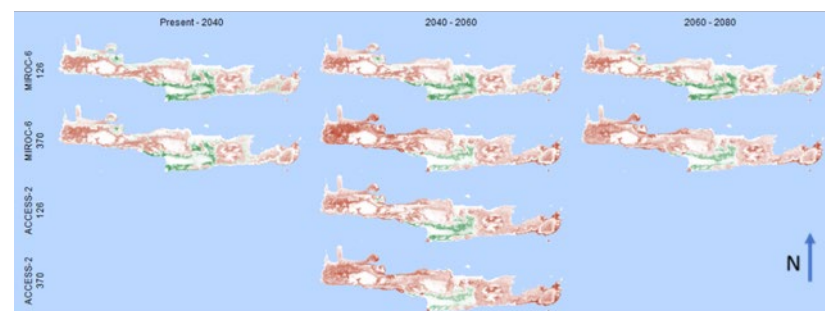 Present - 2040
2040 - 2060
2060 - 2080
MIROC-6
126
MIROC-6
370
ACCESS-2
126
ACCESS-2
370
N